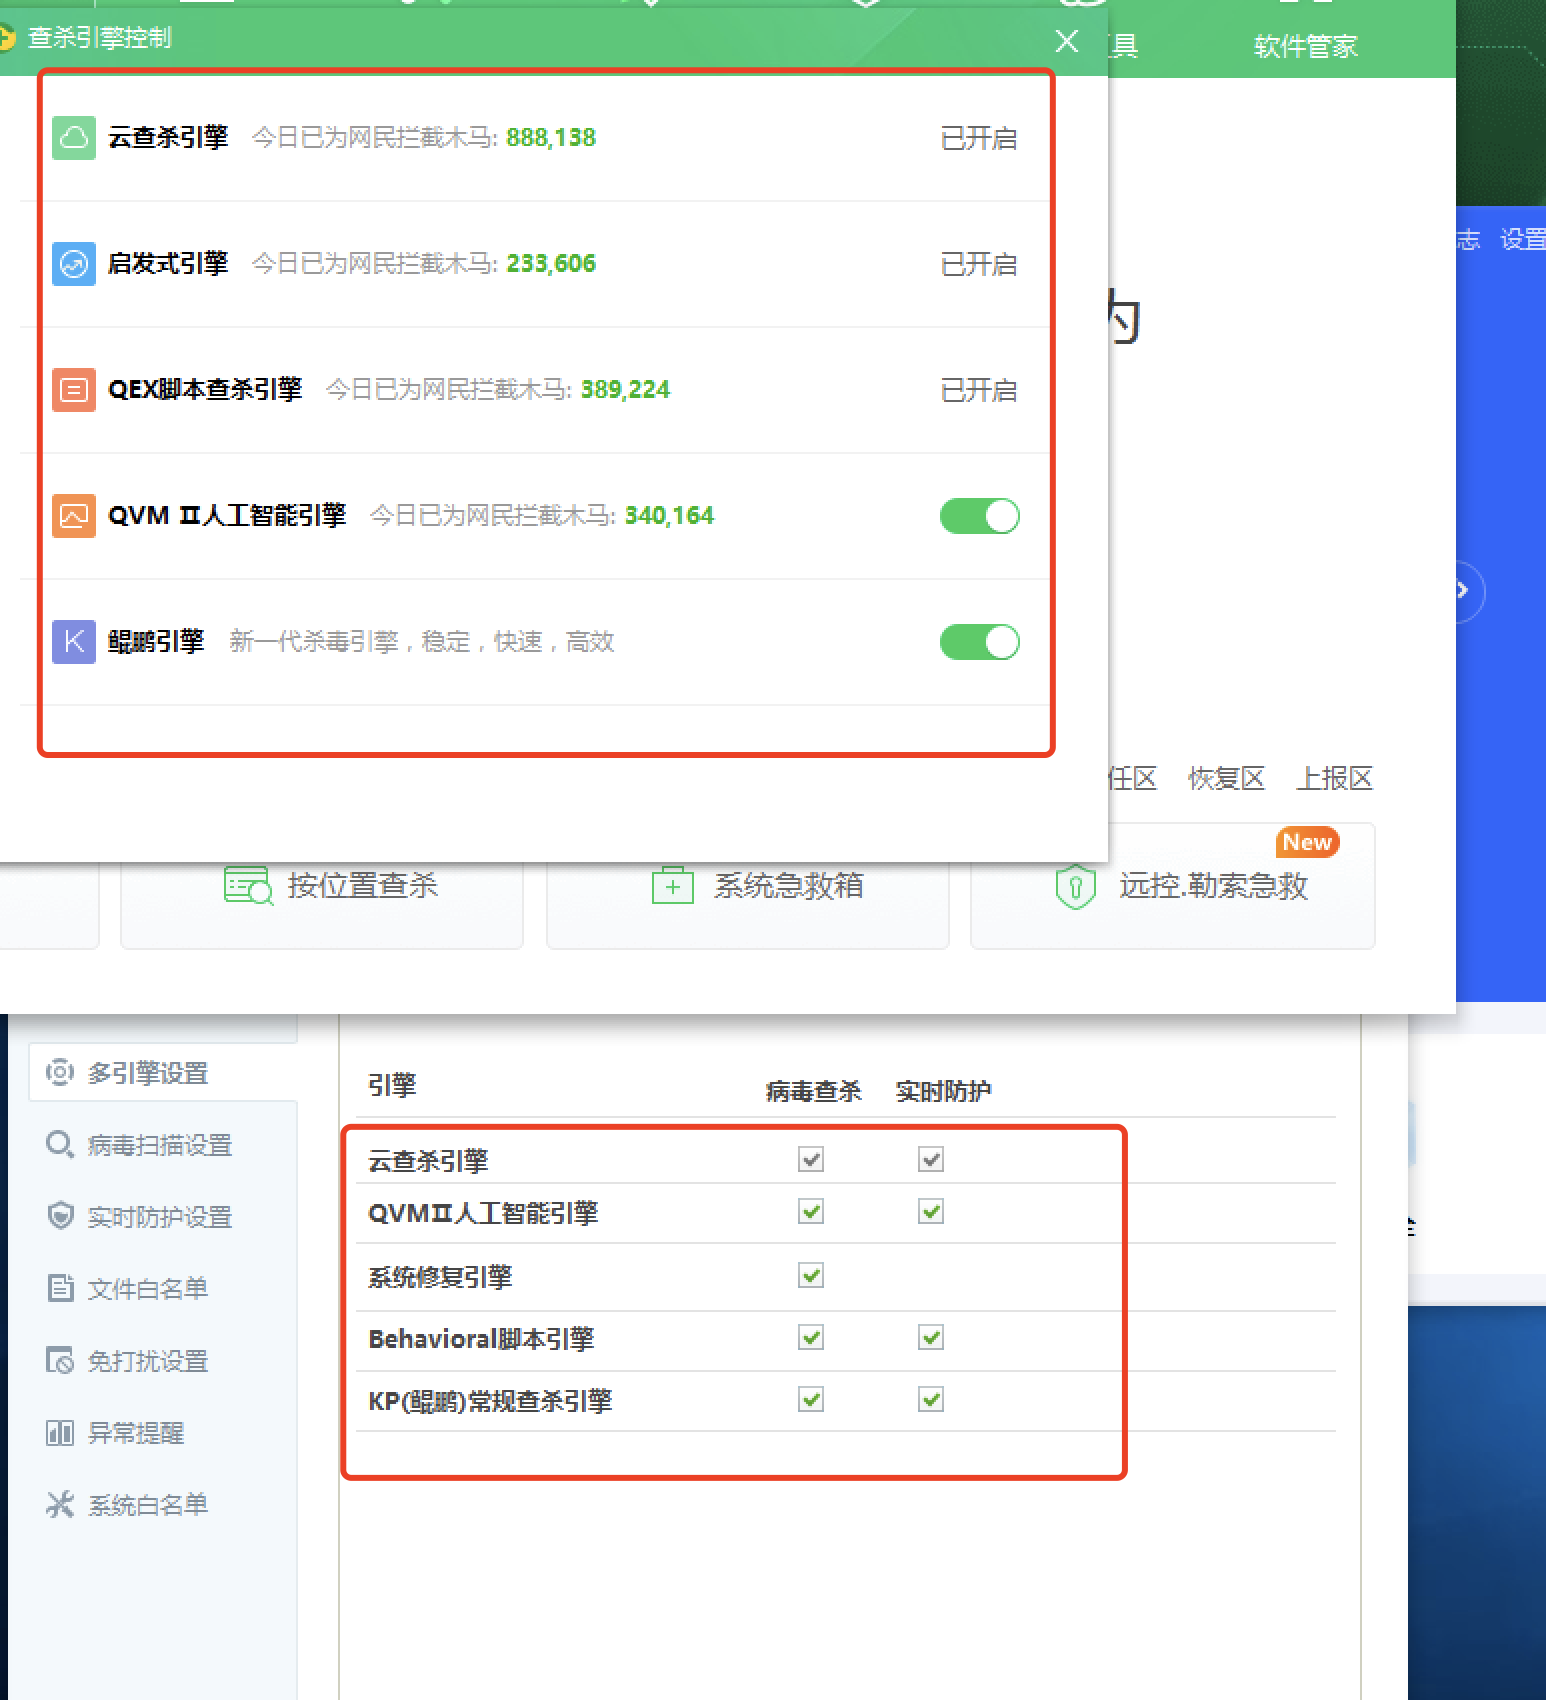 查杀引擎控制
具
软件管家
云查杀引擎 今日已为网民拦截木马: 888,138 已开启
志 设置
启发式引擎 今日已为网民拦截木马: 233,606 已开启
为
QEX脚本查杀引擎 今日已为网民拦截木马: 389,224 已开启
QVM II人工智能引擎 今日已为网民拦截木马: 340,164
K 鲲鹏引擎 新一代杀毒引擎，稳定，快速，高效
任区 恢复区 上报区
New
按位置查杀 系统急救箱 远控.勒索急救
多引擎设置
病毒扫描设置
实时防护设置
文件白名单
免打扰设置
异常提醒
系统白名单
引擎 病毒查杀 实时防护
云查杀引擎
QVMII人工智能引擎
系统修复引擎
Behavioral脚本引擎
KP(鲲鹏)常规查杀引擎